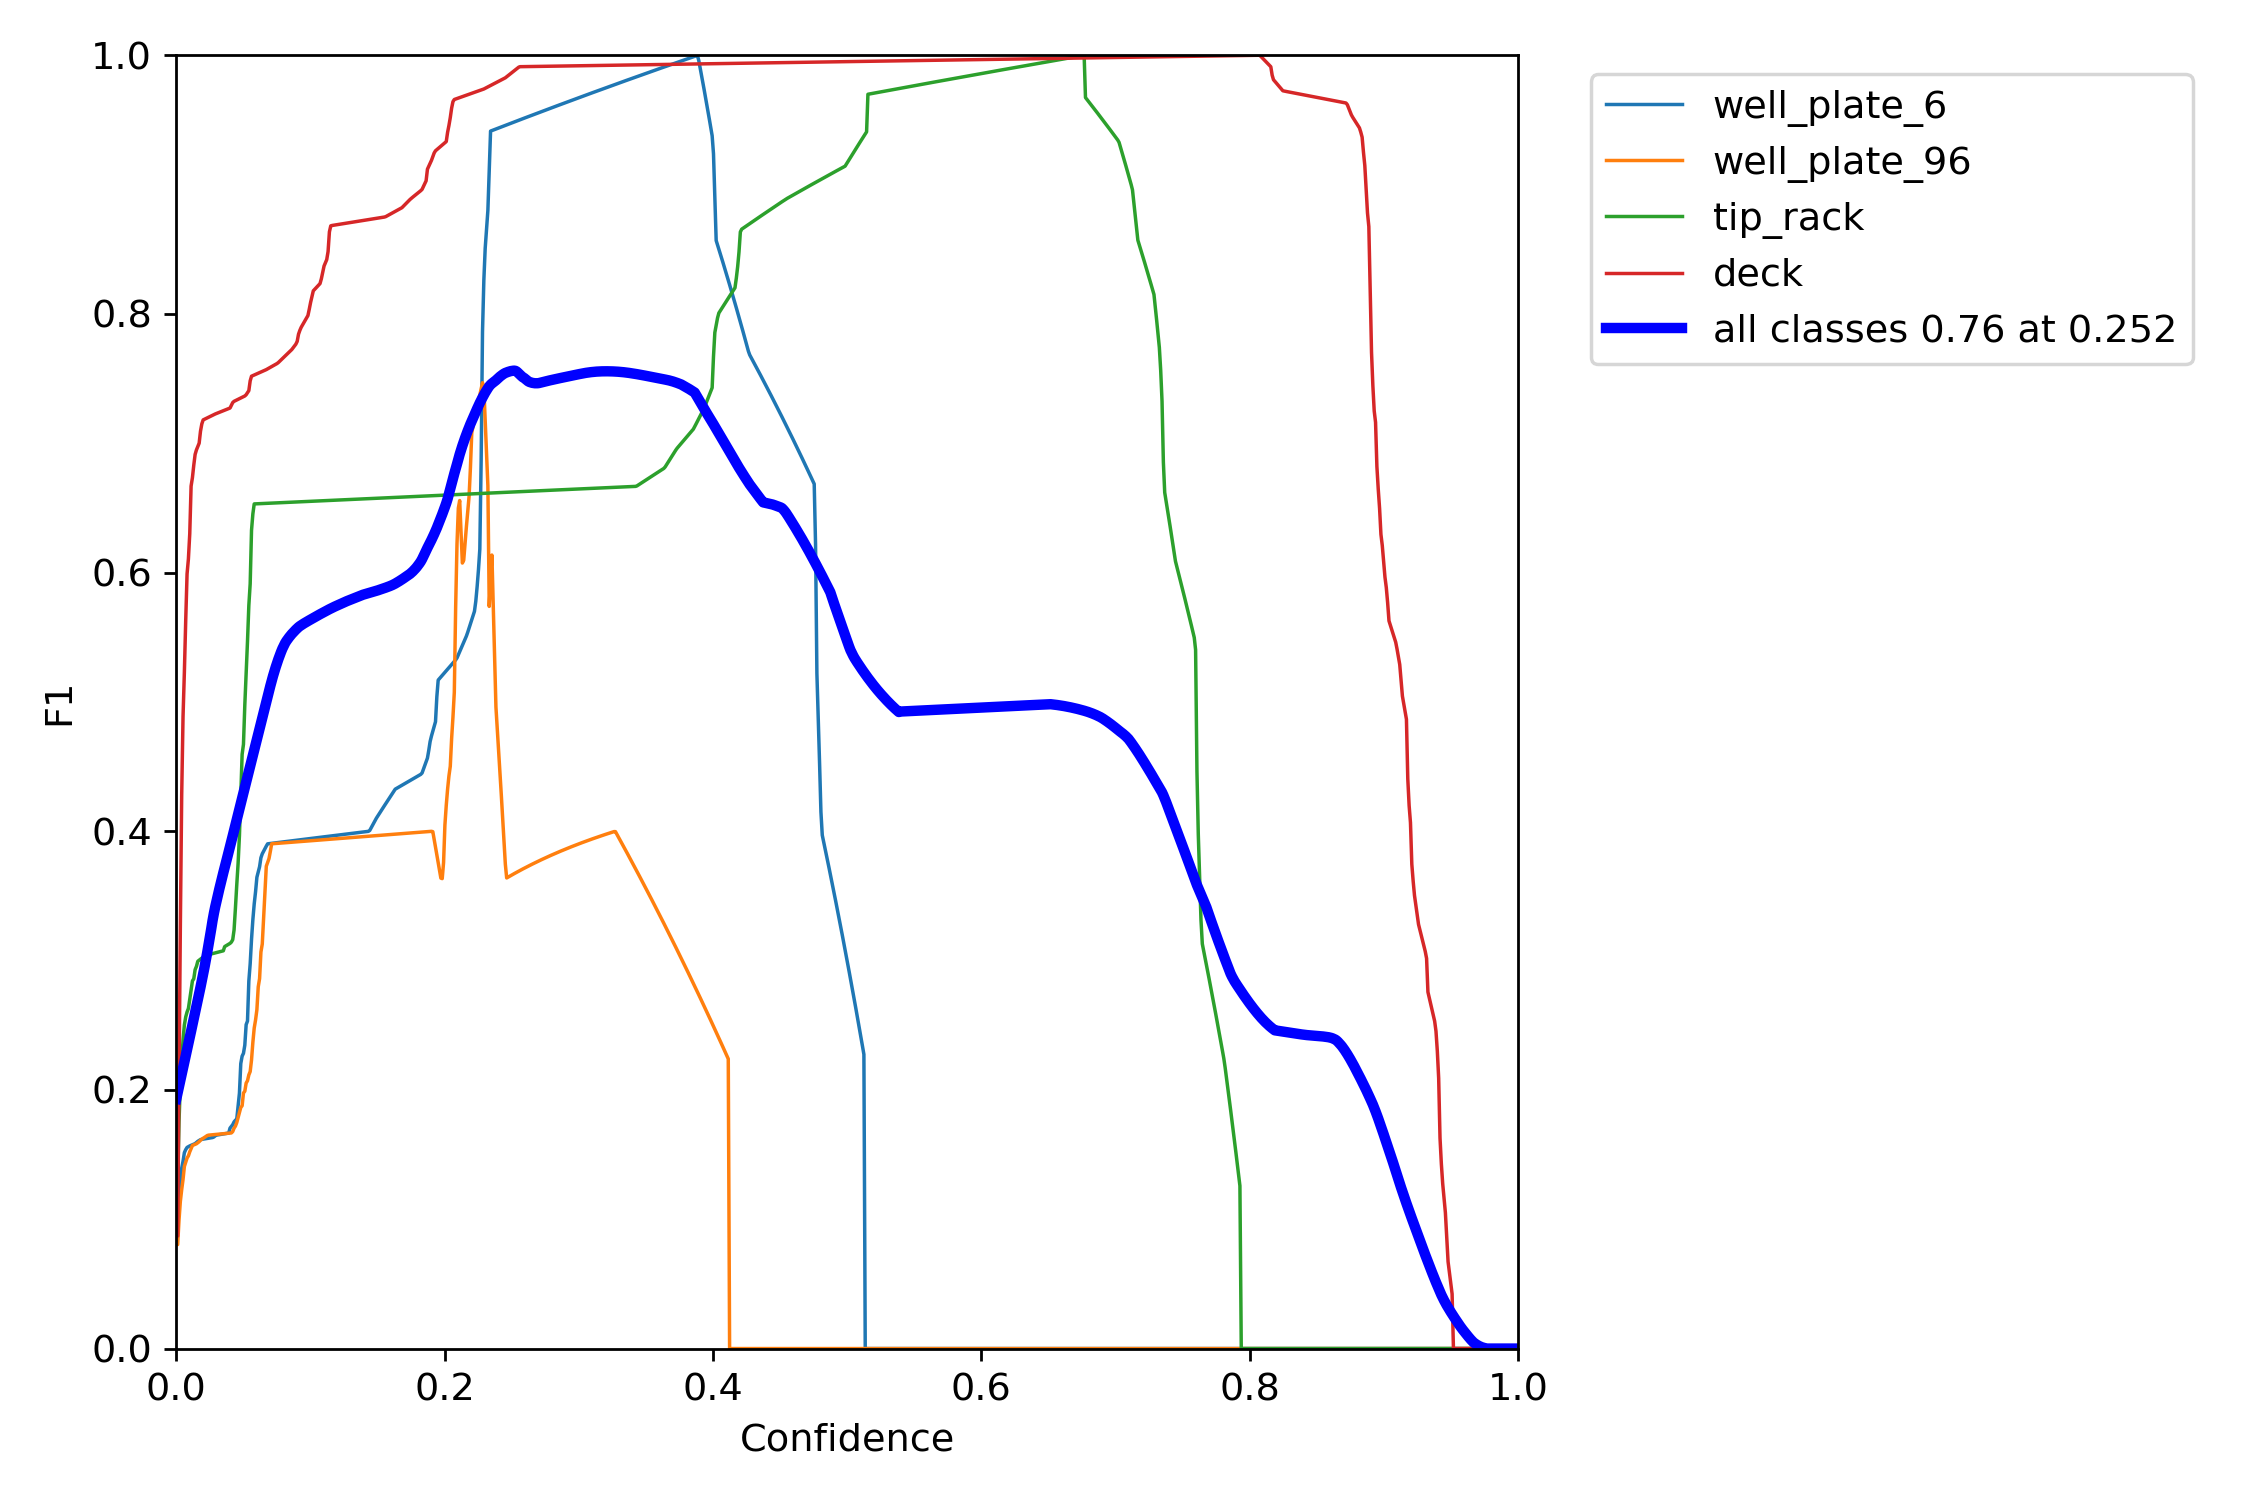 1.0
0.8
0.6
0.4
0.2
0.0
F1
0.0 0.2 0.4 0.6 0.8 1.0
Confidence
well_plate_6
well_plate_96
tip_rack
deck
all classes 0.76 at 0.252